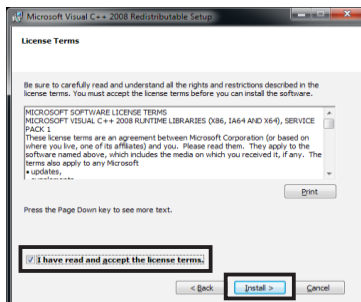 Microsoft Visual C++ 2008 Redistributable Setup
License Terms
Be sure to carefully read and understand all the rights and restrictions described in the
license terms. You must accept the license terms before you can install the software.
MICROSOFT SOFTWARE LICENSE TERMS
MICROSOFT VISUAL C++ 2008 RUNTIME LIBRARIES (X86, IA64 AND X64), SERVICE
PACK 1
These license terms are an agreement between Microsoft Corporation (or based on
where you live, one of its affiliates) and you. Please read them. They apply to the
software named above, which includes the media on which you received it, if any. The
terms also apply to any Microsoft
• updates,
Print
Press the Page Down key to see more text.
I have read and accept the license terms.
< Back
Install >
Cancel